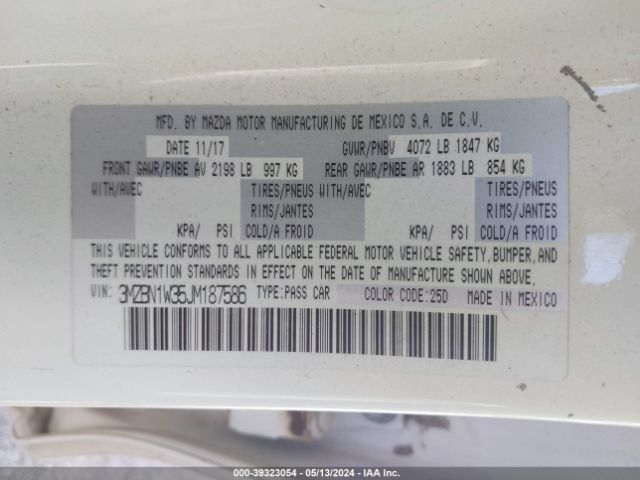 MFD. BY MAZDA MOTOR MANUFACTURING DE MEXICO S.A. DE C.V.
DATE 11/17 GVWR/PNBV 4072 LB 1847 KG
FRONT GAWR/PNBE AV 2198 LB 997 KG REAR GAWR/PNBE AR 1883 LB 854 KG
WITH/AVEC TIRES/PNEUS WITH/AVEC TIRES/PNEUS
RIMS/JANTES RIMS/JANTES
KPA/ PSI COLD/A FROID KPA/ PSI COLD/A FROID
THIS VEHICLE CONFORMS TO ALL APPLICABLE FEDERAL MOTOR VEHICLE SAFETY, BUMPER, AND
THEFT PREVENTION STANDARDS IN EFFECT ON THE DATE OF MANUFACTURE SHOWN ABOVE.
VIN: 3MZBN1W35JM187586 TYPE:PASS CAR COLOR CODE:25D MADE IN MEXICO
000-39323054 - 05/13/2024 - IAA Inc.